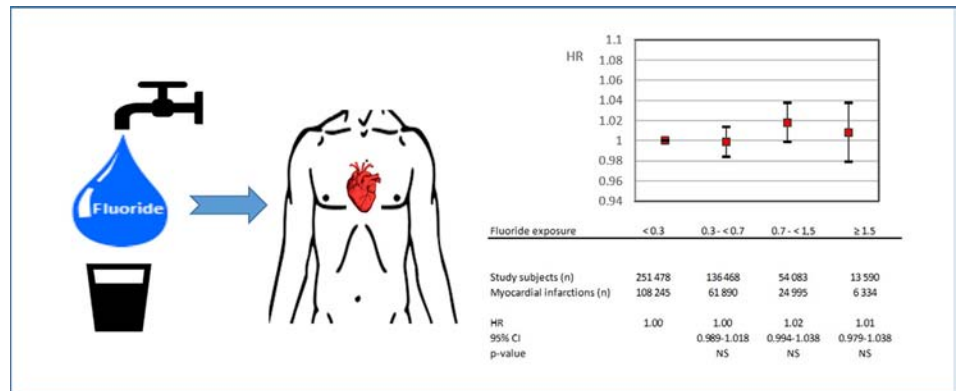 Fluoride
HR
1.1
1.08
1.06
1.04
1.02
1
0.98
0.96
0.94
Fluoride exposure < 0.3 0.3 - < 0.7 0.7 - < 1.5 ≥ 1.5
Study subjects (n) 251 478 136 468 54 083 13 590
Myocardial infarctions (n) 108 245 61 890 24 995 6 334
HR 1.00 1.00 1.02 1.01
95% CI 0.989-1.018 0.994-1.038 0.979-1.038
p-value NS NS NS